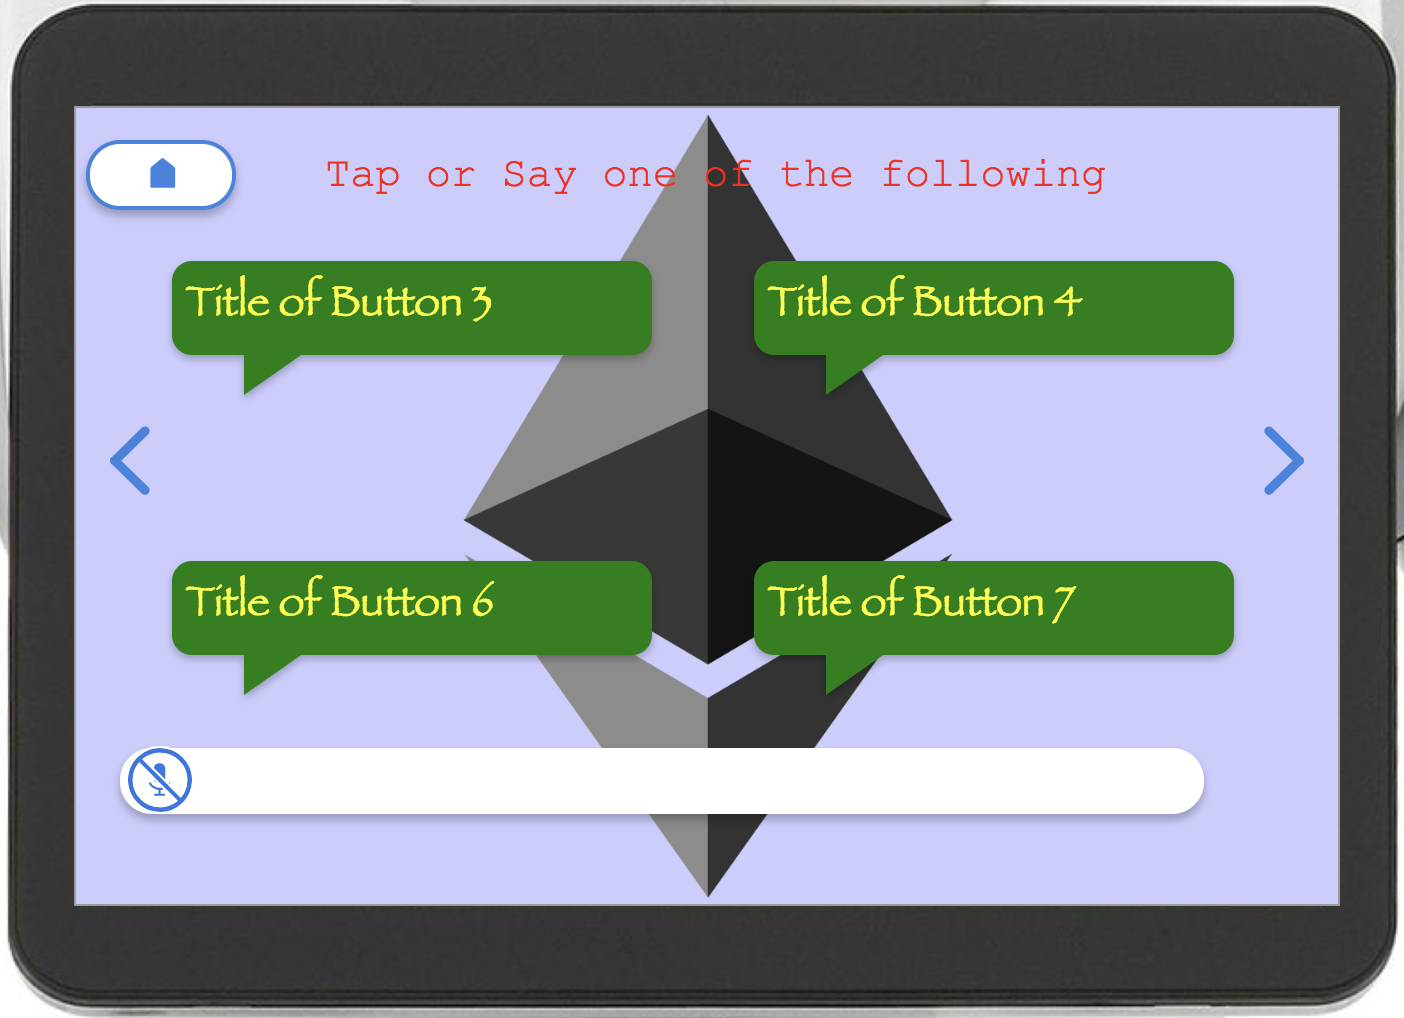 Tap or Say one of the following
Title of Button 3
Title of Button 4
Title of Button 6
Title of Button 7